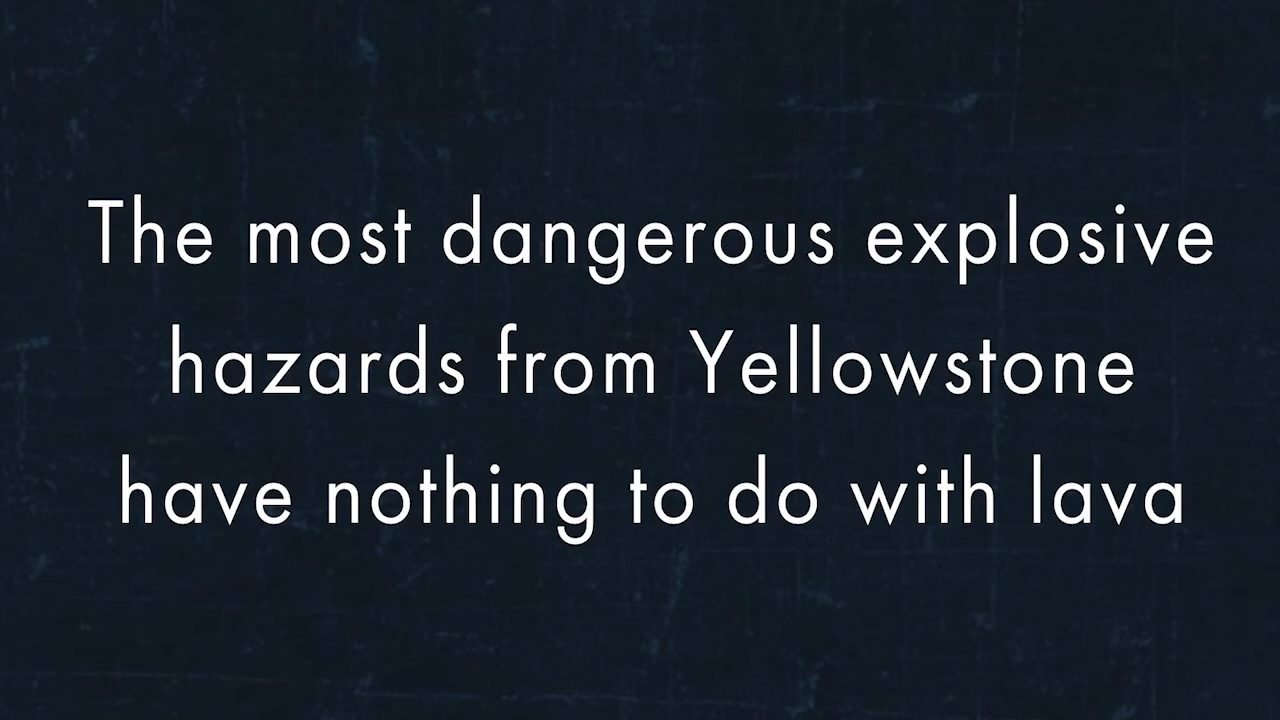 The most dangerous explosive
hazards from Yellowstone
have nothing to do with lava